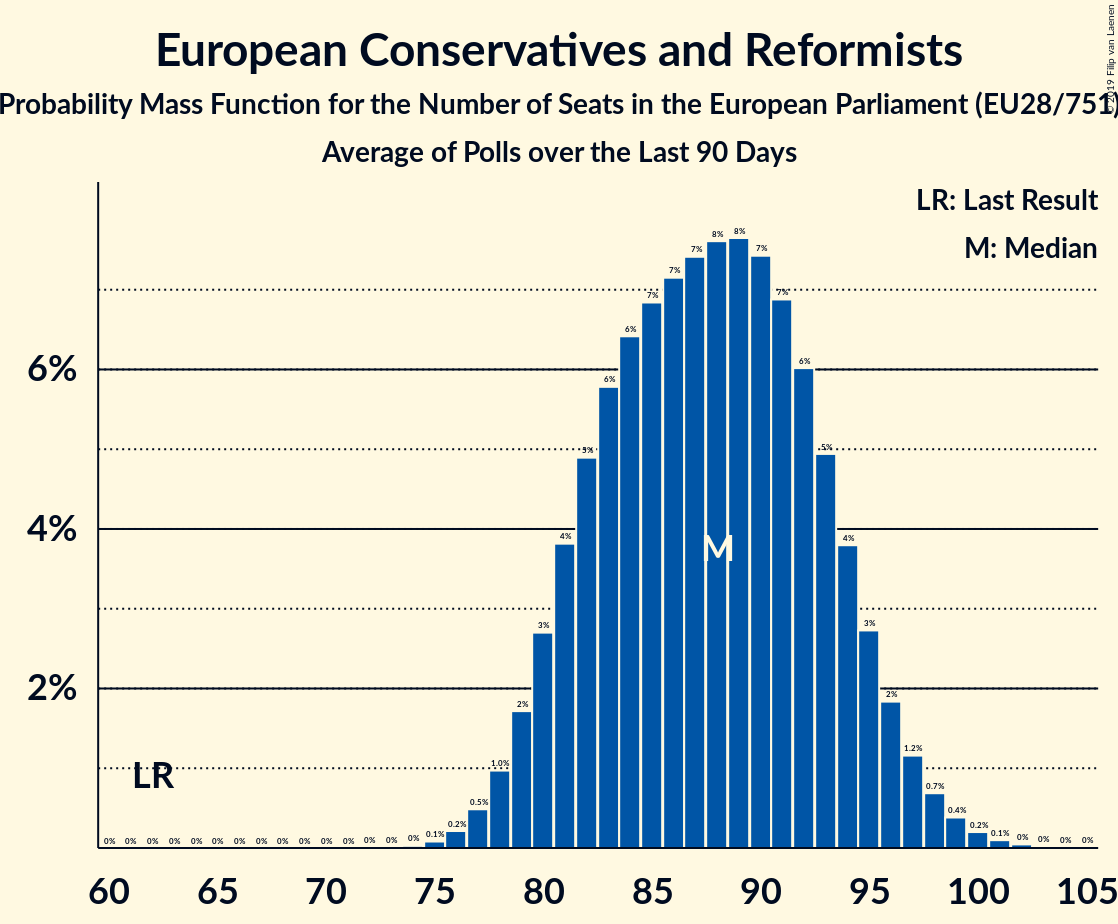 European Conservatives and Reformists
© 2019 Filip van Laenen
Probability Mass Function for the Number of Seats in the European Parliament (EU28/751)
Average of Polls over the Last 90 Days
LR: Last Result
M: Median
6%
4%
2%
0% 0% 0% 0% 0% 0% 0% 0% 0% 0% 0% 0% 0% 0% 0% 0.1% 0.2% 0.5% 1.0% 2% 3% 4% 5% 6% 6% 7% 7% 7% 8% 8% 7% 7% 6% 5% 4% 3% 2% 1.2% 0.7% 0.4% 0.2% 0.1% 0% 0% 0% 0%
M
LR
60 65 70 75 80 85 90 95 100 105